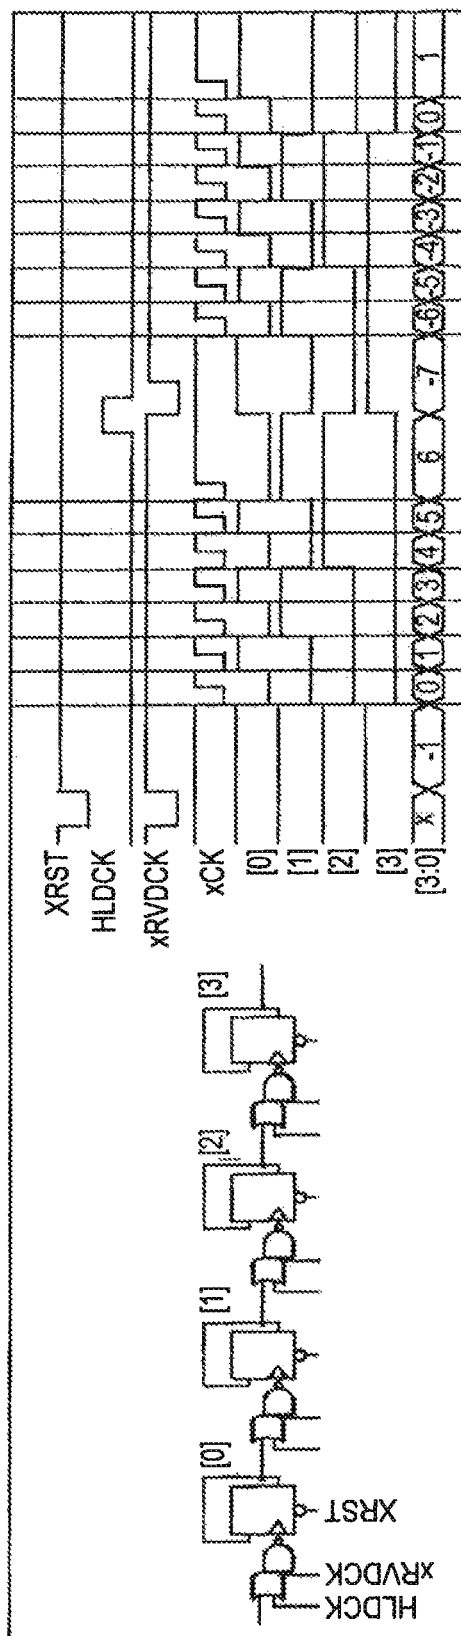 XRST
HLDCK
xRVDCK
xCK
[0]
[1]
[2]
[3]
[3:0]
X -1 0 1 2 3 4 5 6 -7 -6 -5 -4 -3 -2 -1 0 1
[0]
[1]
[2]
[3]
HLDCK
xRVDCK
XRST